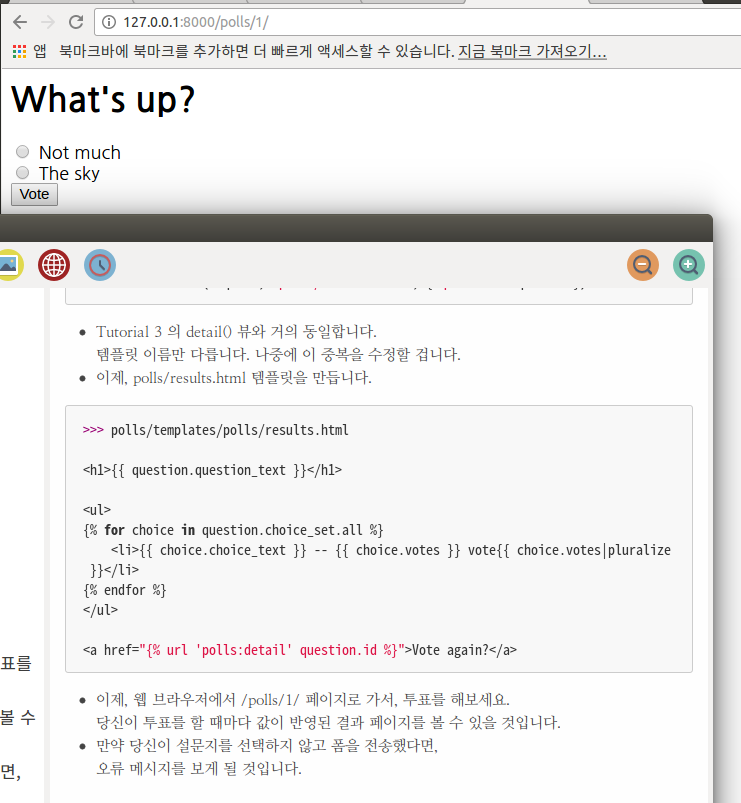 127.0.0.1:8000/polls/1/
앱 북마크바에 북마크를 추가하면 더 빠르게 액세스할 수 있습니다. 지금 북마크 가져오기...
What's up?
Not much
The sky
Vote
Tutorial 3 의 detail() 뷰와 거의 동일합니다.
템플릿 이름만 다릅니다. 나중에 이 중복을 수정할 겁니다.
이제, polls/results.html 템플릿을 만듭니다.
>>> polls/templates/polls/results.html
<h1>{{ question.question_text }}</h1>
<ul>
{% for choice in question.choice_set.all %}
<li>{{ choice.choice_text }} -- {{ choice.votes }} vote{{ choice.votes|pluralize
}}</li>
{% endfor %}
</ul>
<a href="{% url 'polls:detail' question.id %}">Vote again?</a>
표를
볼 수
면,
이제, 웹 브라우저에서 /polls/1/ 페이지로 가서, 투표를 해보세요.
당신이 투표를 할 때마다 값이 반영된 결과 페이지를 볼 수 있을 것입니다.
만약 당신이 설문지를 선택하지 않고 폼을 전송했다면,
오류 메시지를 보게 될 것입니다.